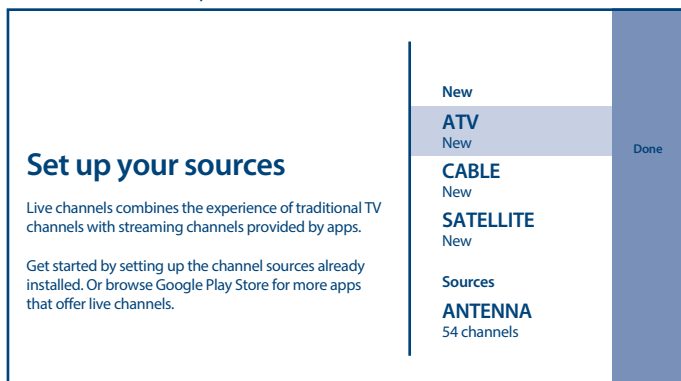 Set up your sources
Live channels combines the experience of traditional TV
channels with streaming channels provided by apps.
Get started by setting up the channel sources already
installed. Or browse Google Play Store for more apps
that offer live channels.
New
ATV
New
CABLE
New
SATELLITE
New
Sources
ANTENNA
54 channels
Done